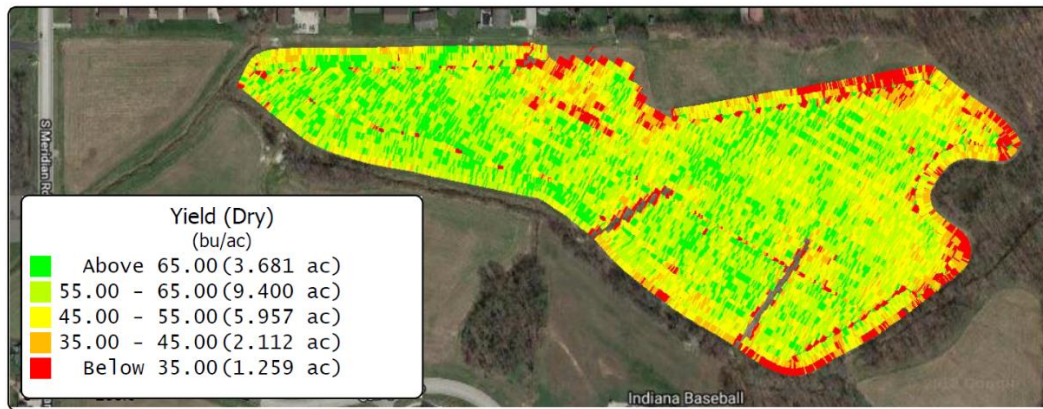 S Meridian Rd
Yield (Dry)
(bu/ac)
Above 65.00 (3.681 ac)
55.00 - 65.00 (9.400 ac)
45.00 - 55.00 (5.957 ac)
35.00 - 45.00 (2.112 ac)
Below 35.00 (1.259 ac)
Indiana Baseball